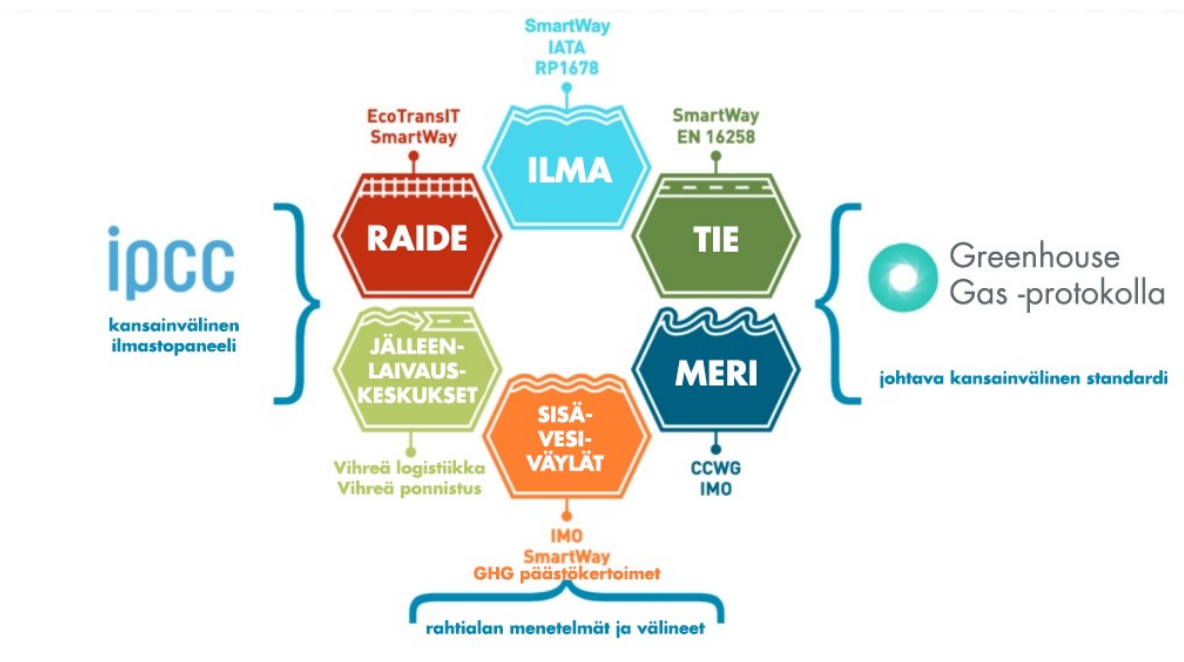 SmartWay
IATA
RP1678
ILMA
EcoTransIT
SmartWay
RAIDE
SmartWay
EN 16258
TIE
ipcc
kansainvälinen
ilmastopaneeli
Greenhouse
Gas -protokolla
johtava kansainvälinen standardi
JÄLLEEN-
LAIVAUS-
KESKUKSET
Vihreä logistiikka
Vihreä ponnistus
SISÄ-
VESI-
VÄYLÄT
IMO
SmartWay
GHG päästökertoimet
MERI
CCWG
IMO
rahtialan menetelmät ja välineet